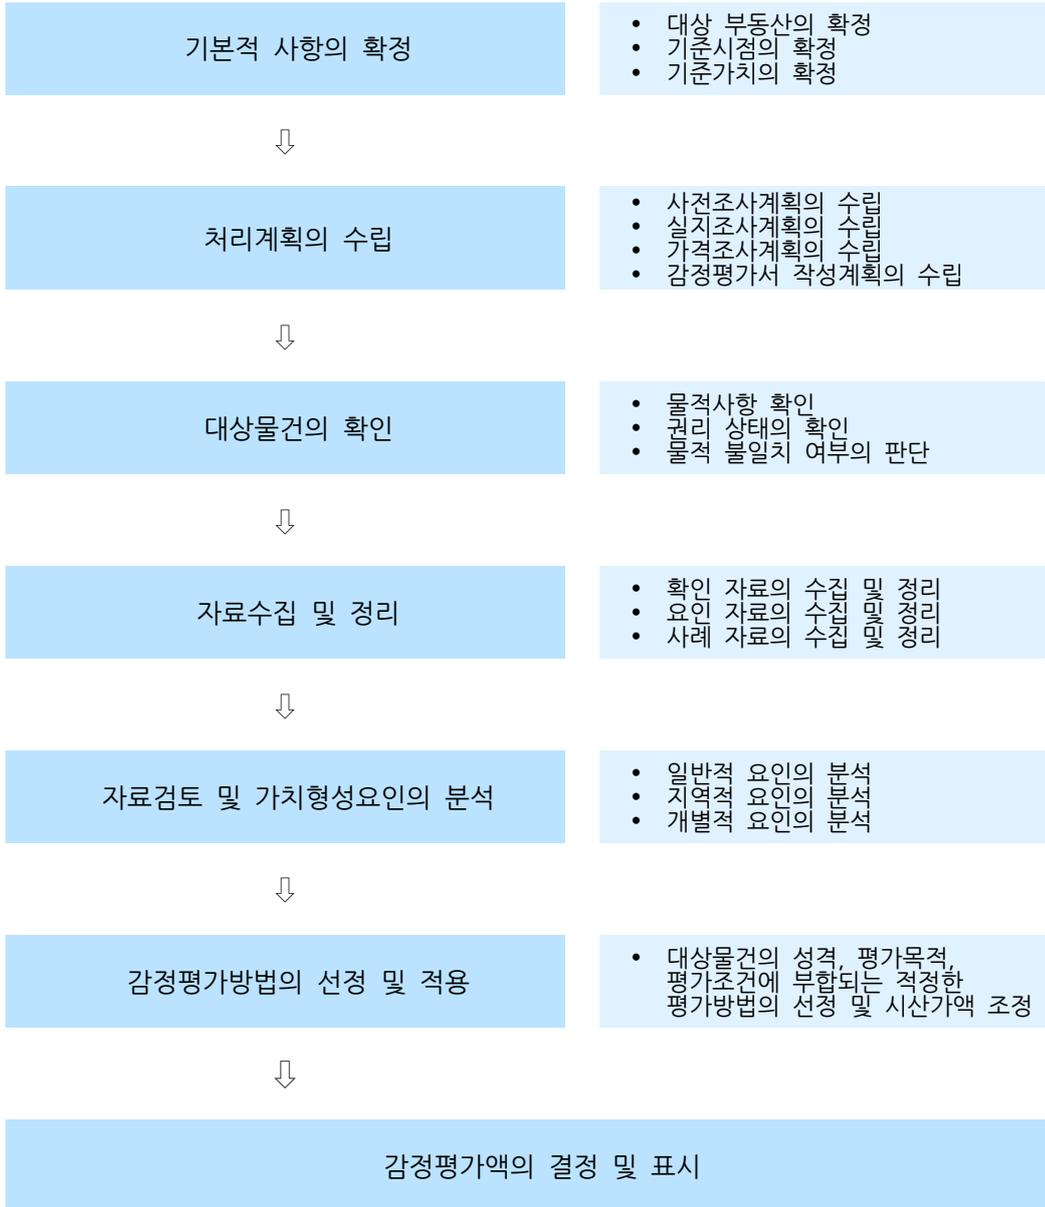 기본적 사항의 확정
• 대상 부동산의 확정
• 기준시점의 확정
• 기준가치의 확정
⇩
처리계획의 수립
• 사전조사계획의 수립
• 실지조사계획의 수립
• 가격조사계획의 수립
• 감정평가서 작성계획의 수립
⇩
대상물건의 확인
• 물적사항 확인
• 권리 상태의 확인
• 물적 불일치 여부의 판단
⇩
자료수집 및 정리
• 확인 자료의 수집 및 정리
• 요인 자료의 수집 및 정리
• 사례 자료의 수집 및 정리
⇩
자료검토 및 가치형성요인의 분석
• 일반적 요인의 분석
• 지역적 요인의 분석
• 개별적 요인의 분석
⇩
감정평가방법의 선정 및 적용
• 대상물건의 성격, 평가목적,
평가조건에 부합되는 적정한
평가방법의 선정 및 시산가액 조정
⇩
감정평가액의 결정 및 표시